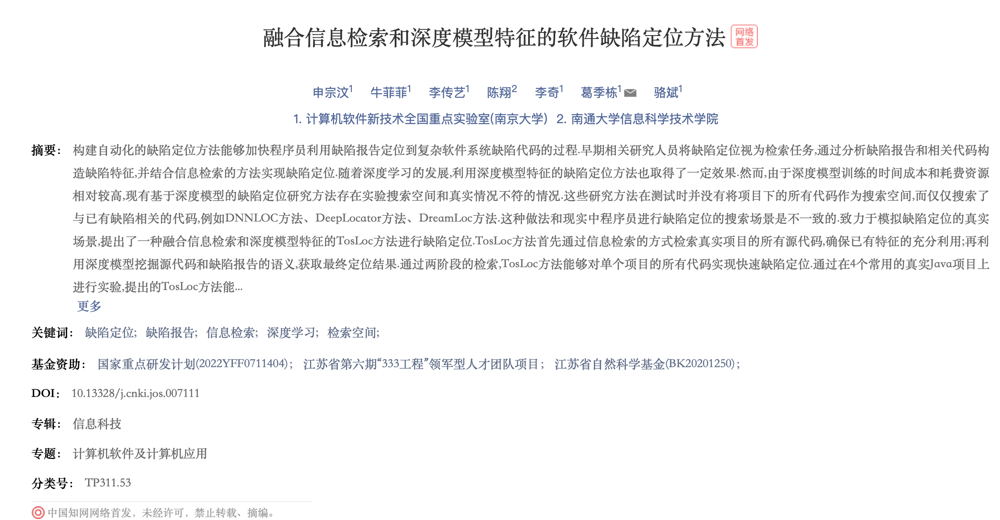 融合信息检索和深度模型特征的软件缺陷定位方法 网络首发
申宗汶1 牛菲菲1 李传艺1 陈翔2 李奇1 葛季栋1 骆斌1
1. 计算机软件新技术全国重点实验室(南京大学) 2. 南通大学信息科学技术学院
摘要: 构建自动化的缺陷定位方法能够加快程序员利用缺陷报告定位到复杂软件系统缺陷代码的过程.早期相关研究人员将缺陷定位视为检索任务,通过分析缺陷报告和相关代码构
造缺陷特征,并结合信息检索的方法实现缺陷定位.随着深度学习的发展,利用深度模型特征的缺陷定位方法也取得了一定效果.然而,由于深度模型训练的时间成本和耗费资源
相对较高,现有基于深度模型的缺陷定位研究方法存在实验搜索空间和真实情况不符的情况.这些研究方法在测试时并没有将项目下的所有代码作为搜索空间,而仅仅搜索了
与已有缺陷相关的代码,例如DNNLOC方法、DeepLocator方法、DreamLoc方法.这种做法和现实中程序员进行缺陷定位的搜索场景是不一致的.致力于模拟缺陷定位的真实
场景,提出了一种融合信息检索和深度模型特征的TosLoc方法进行缺陷定位.TosLoc方法首先通过信息检索的方式检索真实项目的所有源代码,确保已有特征的充分利用;再利
用深度模型挖掘源代码和缺陷报告的语义,获取最终定位结果.通过两阶段的检索,TosLoc方法能够对单个项目的所有代码实现快速缺陷定位.通过在4个常用的真实Java项目上
进行实验,提出的TosLoc方法能...
更多
关键词: 缺陷定位; 缺陷报告; 信息检索; 深度学习; 检索空间;
基金资助: 国家重点研发计划(2022YFF0711404); 江苏省第六期“333工程”领军型人才团队项目; 江苏省自然科学基金(BK20201250);
DOI: 10.13328/j.cnki.jos.007111
专辑: 信息科技
专题: 计算机软件及计算机应用
分类号: TP311.53
中国知网网络首发，未经许可，禁止转载、摘编。